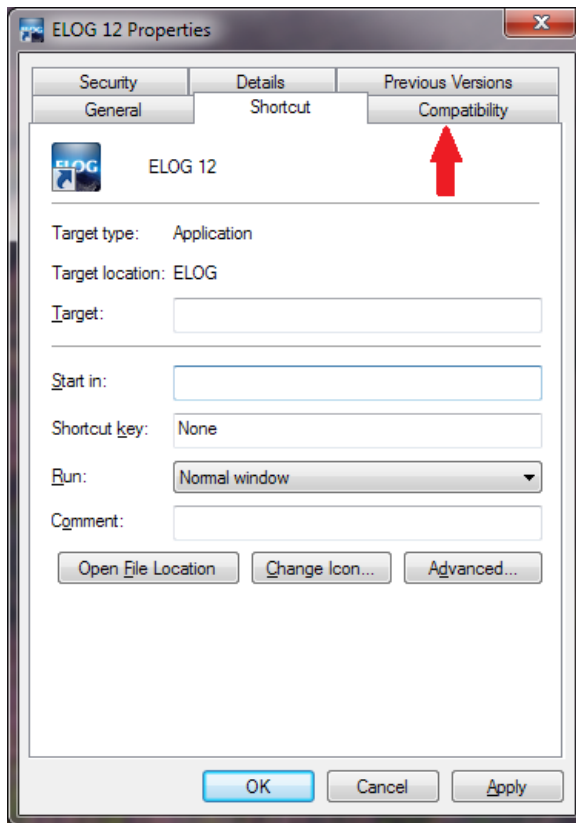 ELOG 12 Properties
Security Details Previous Versions
General Shortcut Compatibility
ELOG ELOG 12
Target type: Application
Target location: ELOG
Target:
Start in:
Shortcut key: None
Run: Normal window
Comment:
Open File Location Change Icon... Advanced...
OK Cancel Apply